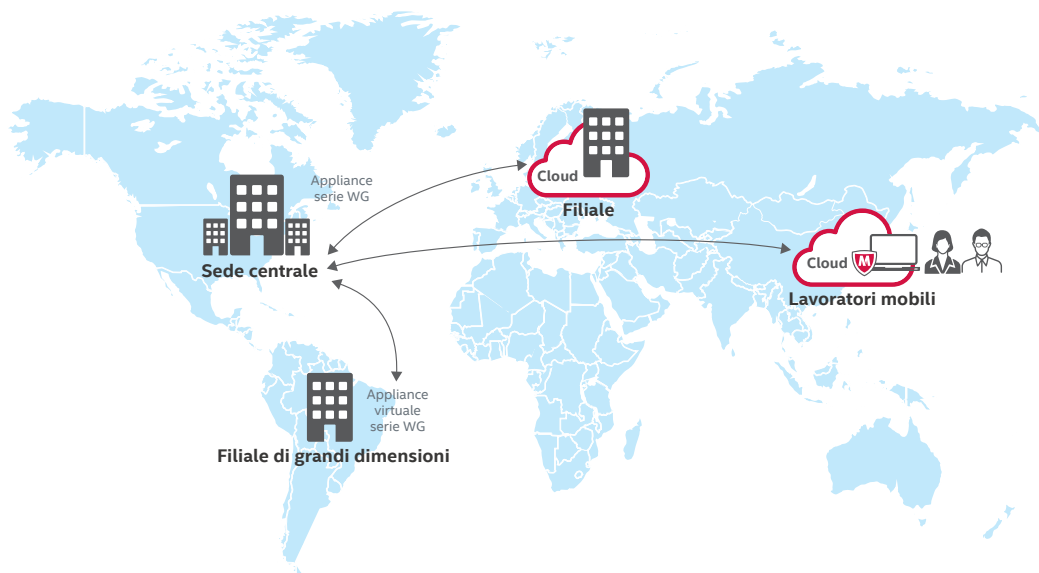 Appliance
serie WG
Cloud
Filiale
Sede centrale
Cloud
M
Lavoratori mobili
Appliance
virtuale
serie WG
Filiale di grandi dimensioni